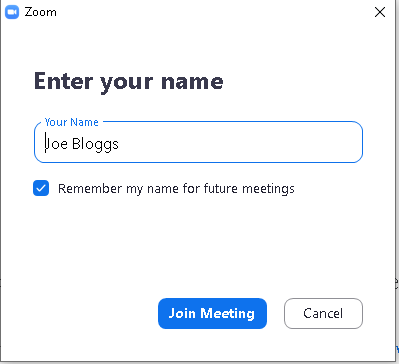 Zoom
Enter your name
Your Name
Joe Bloggs
Remember my name for future meetings
Join Meeting
Cancel